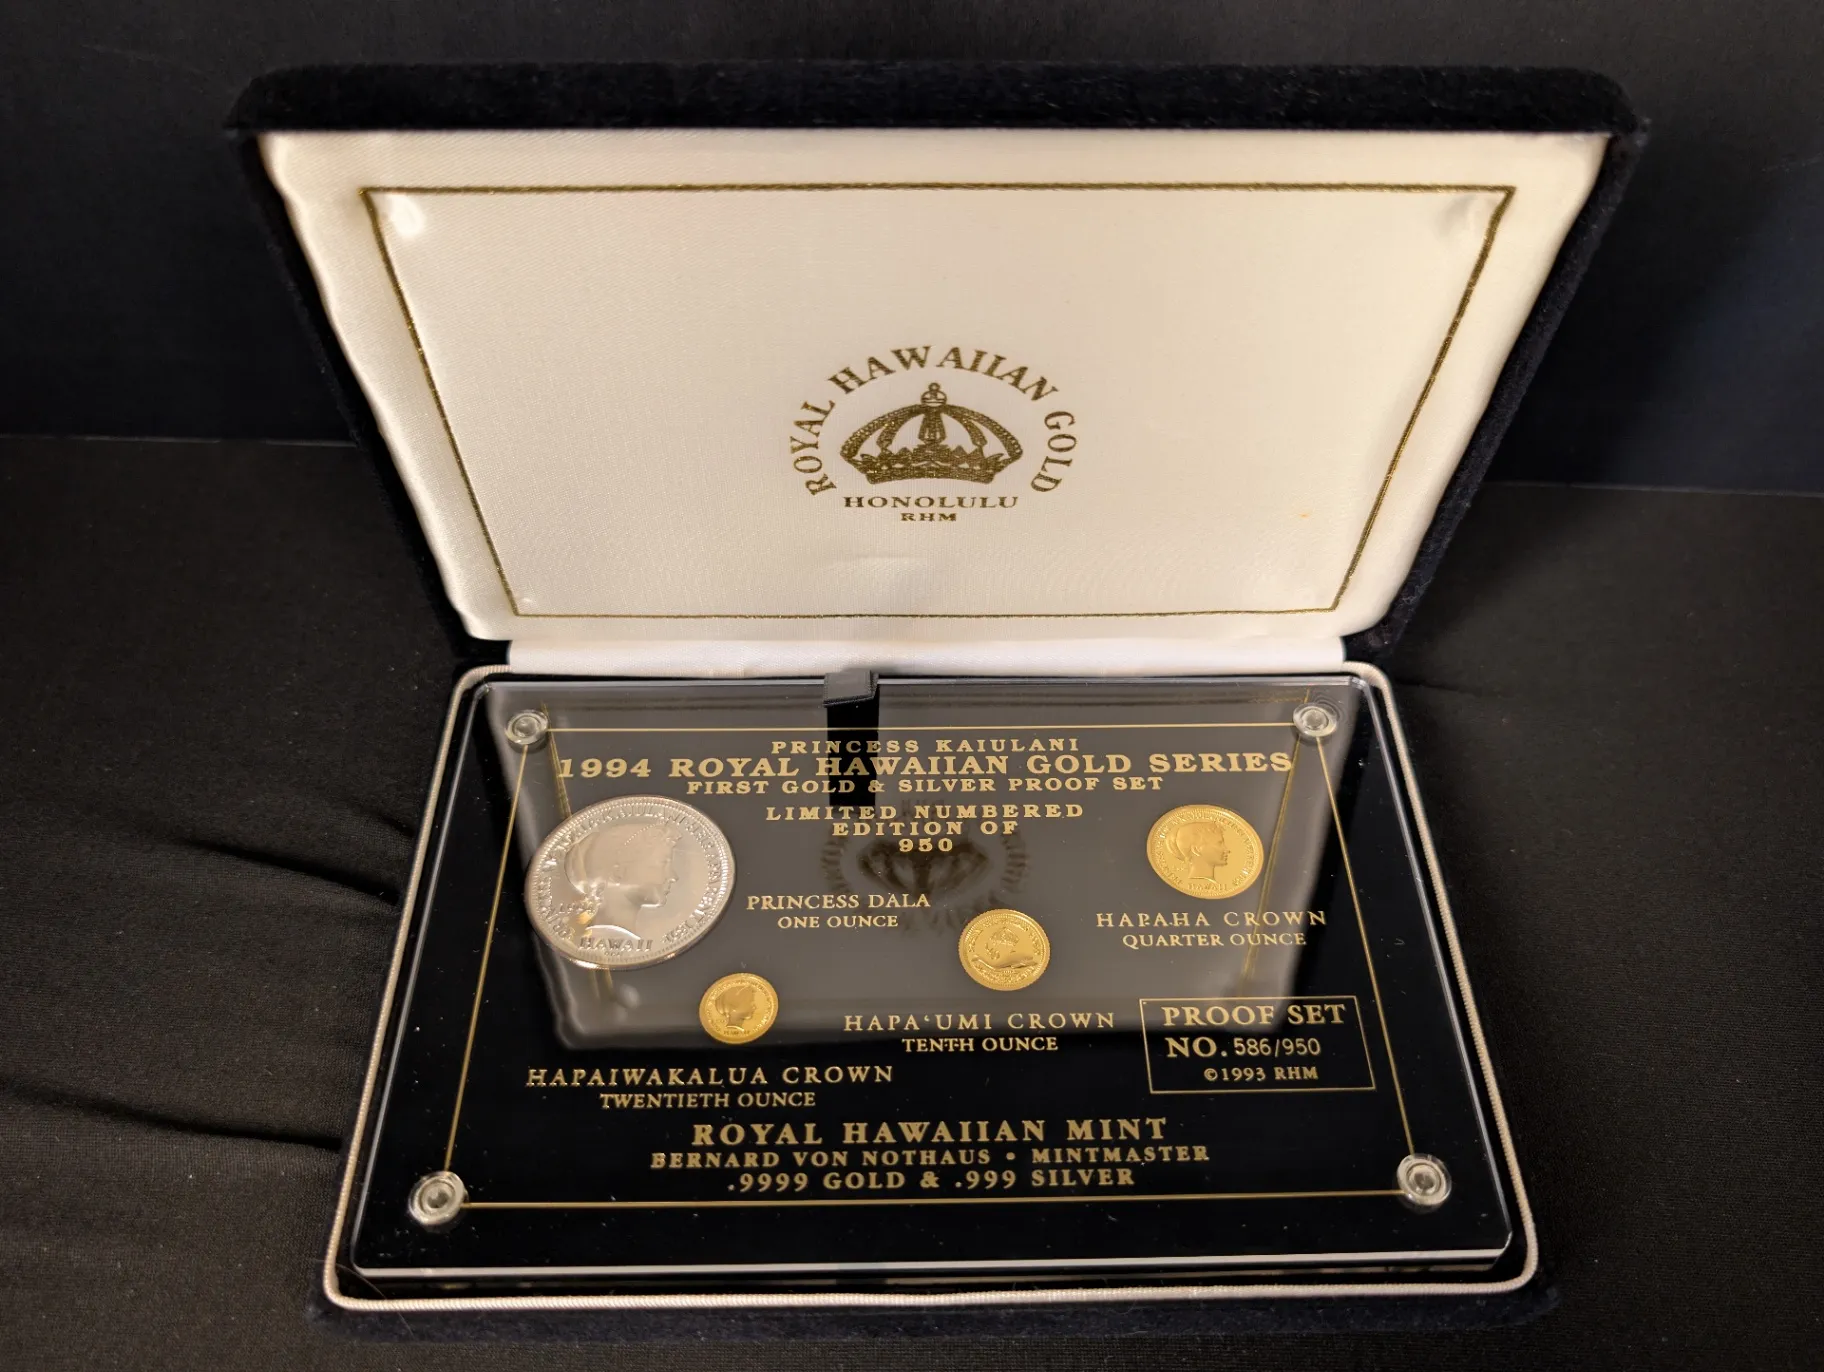 ROYAL HAWAIIAN GOLD
HONOLULU
RHM
PRINCESS KAIULANI
1994 ROYAL HAWAIIAN GOLD SERIES
FIRST GOLD & SILVER PROOF SET
LIMITED NUMBERED
EDITION OF
950
PRINCESS DALA
ONE OUNCE
HAPAHA CROWN
QUARTER OUNCE
HAWAII
HAPA'UMI CROWN
TENTH OUNCE
PROOF SET
NO. 586/950
©1993 RHM
HAPAIWAKALUA CROWN
TWENTIETH OUNCE
ROYAL HAWAIIAN MINT
BERNARD VON NOTHAUS • MINTMASTER
.9999 GOLD & .999 SILVER